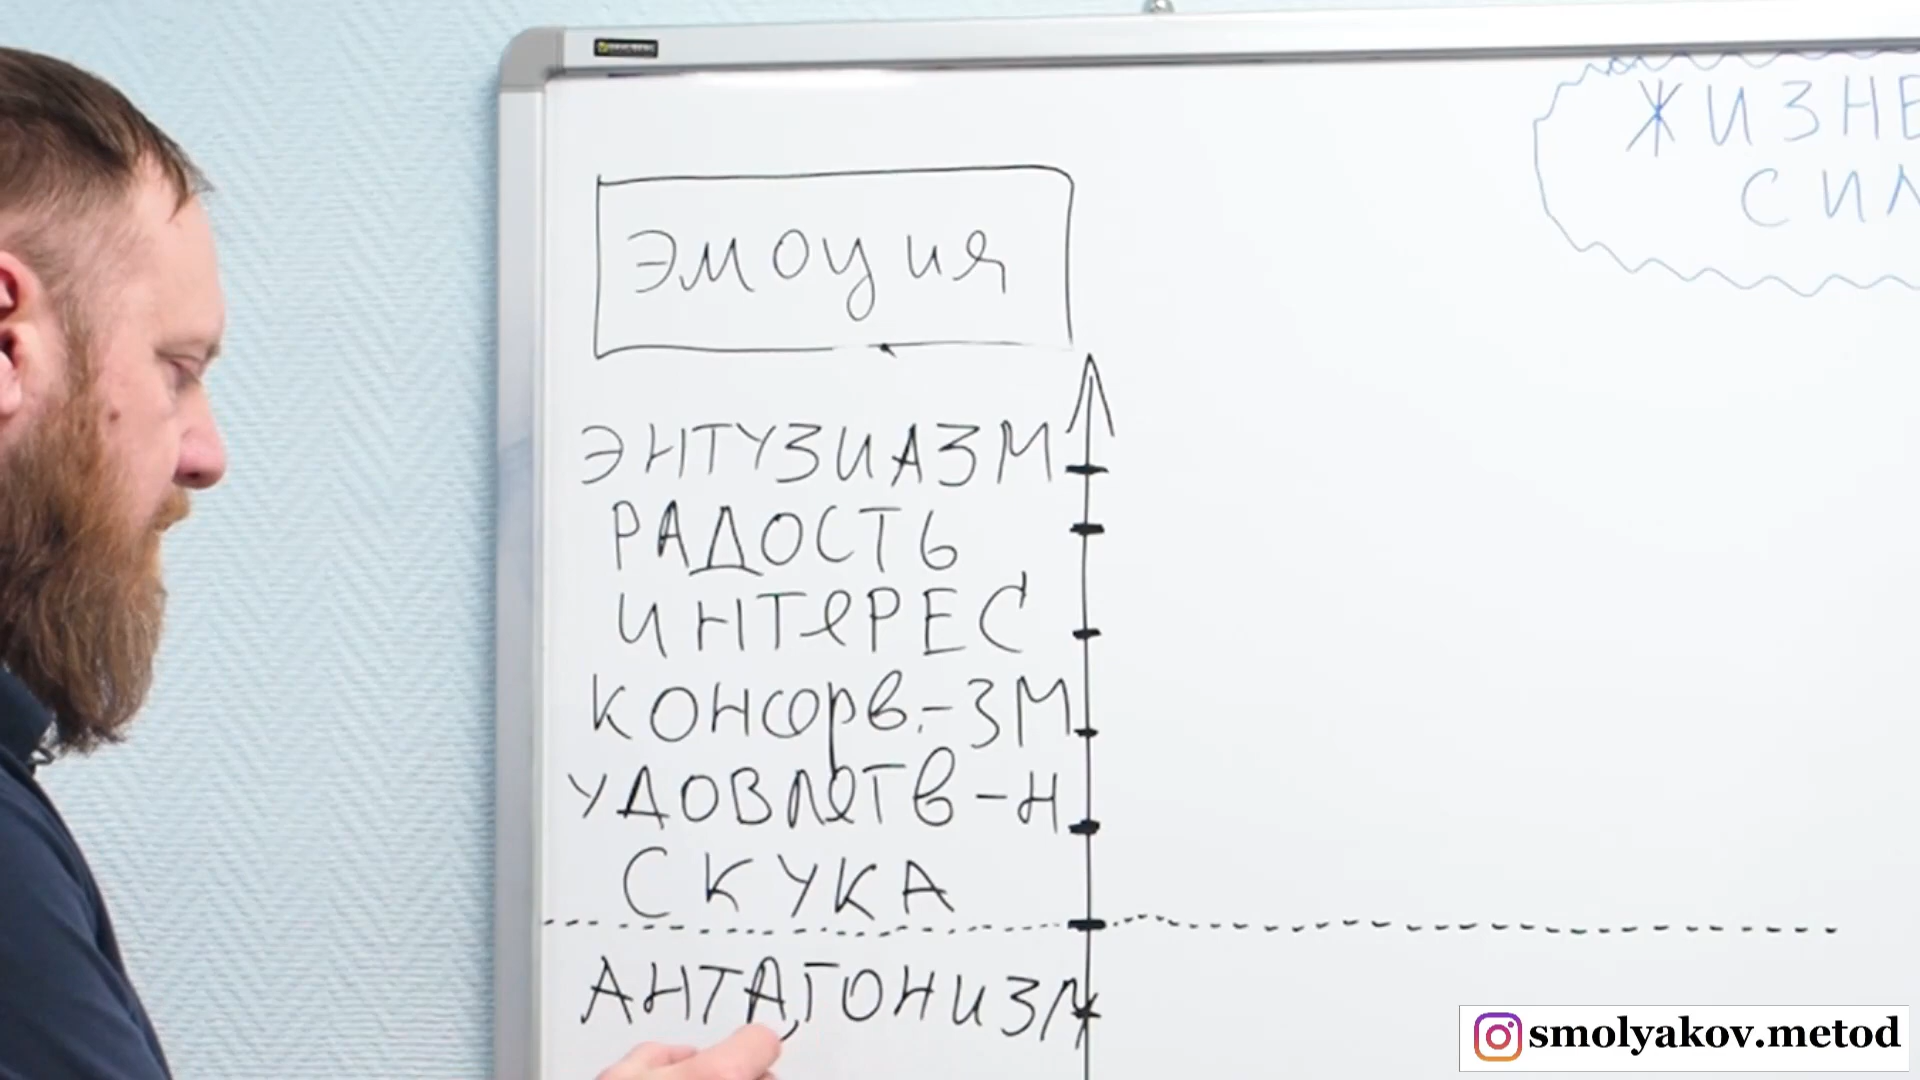 ЖИЗНЕ
СИЛ
эмоция
ЭНТУЗИАЗМ
РАДОСТЬ
ИНТЕРЕС
КОНСЕРВ.-ЗМ
УДОВЛЕТВ-Н
СКУКА
АНТАГОНИЗМ
smolyakov.metod